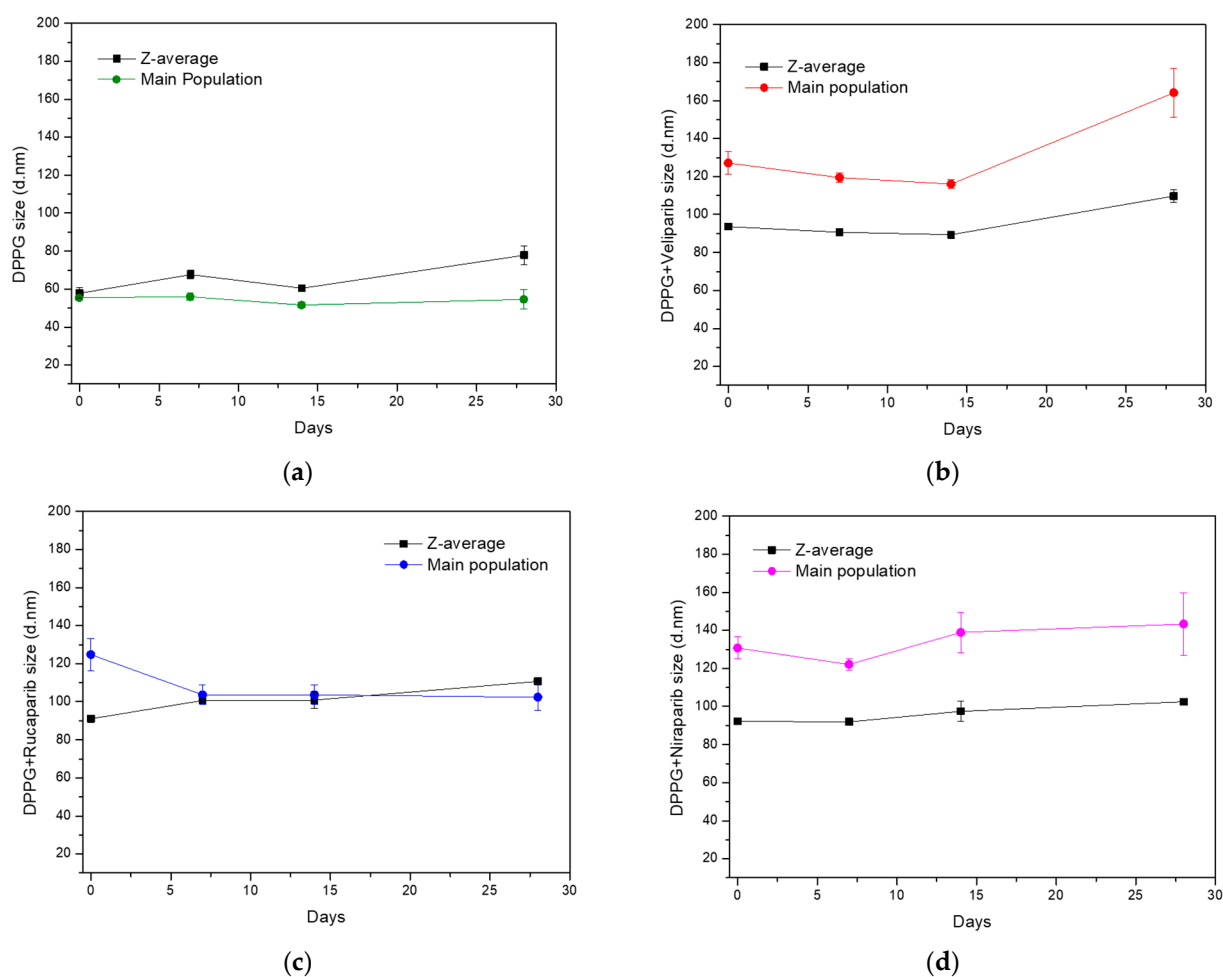 200
180
160
140
120
100
80
60
40
20
DPPG size (d.nm)
Z-average
Main Population
0 5 10 15 20 25 30
Days
(a)
200
180
160
140
120
100
80
60
40
20
DPPG+Veliparib size (d.nm)
Z-average
Main population
0 5 10 15 20 25 30
Days
(b)
200
180
160
140
120
100
80
60
40
20
DPPG+Rucaparib size (d.nm)
Z-average
Main population
0 5 10 15 20 25 30
Days
(c)
200
180
160
140
120
100
80
60
40
20
DPPG+Niraparib size (d.nm)
Z-average
Main population
0 5 10 15 20 25 30
Days
(d)